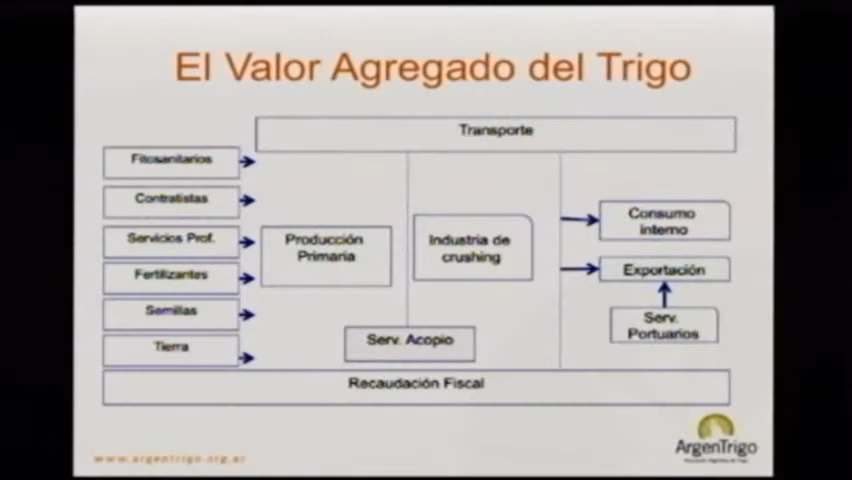 El Valor Agregado del Trigo
Transporte
Fitosanitarios
Contratistas
Servicios Prof.
Fertilizantes
Semillas
Tierra
Producción
Primaria
Industria de
crushing
Serv. Acopio
Consumo
interno
Exportación
Serv.
Portuarios
Recaudación Fiscal
www.argentrigo.org.ar
ArgenTrigo